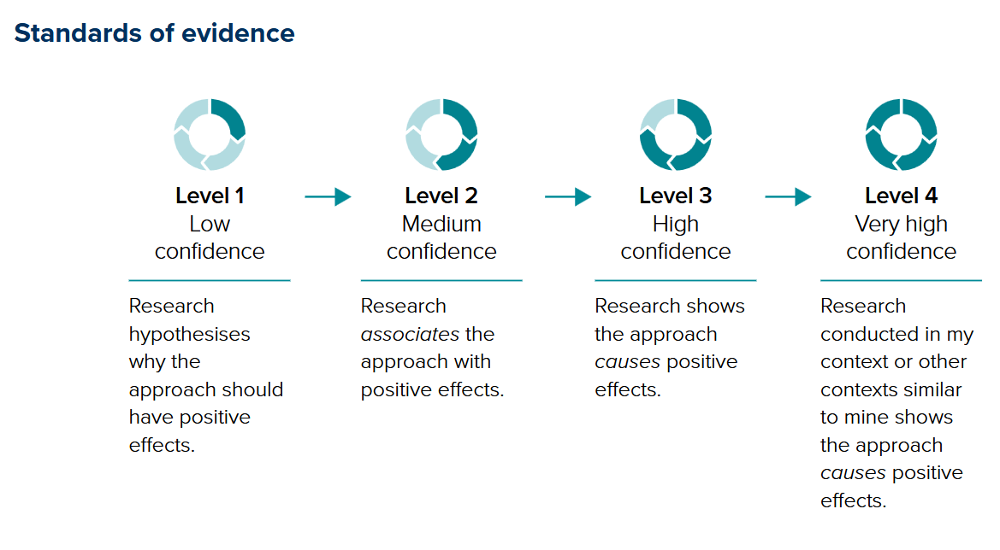 Standards of evidence
Level 1
Low
confidence
Research
hypothesises
why the
approach should
have positive
effects.
Level 2
Medium
confidence
Research
associates the
approach with
positive effects.
Level 3
High
confidence
Research shows
the approach
causes positive
effects.
Level 4
Very high
confidence
Research
conducted in my
context or other
contexts similar
to mine shows
the approach
causes positive
effects.